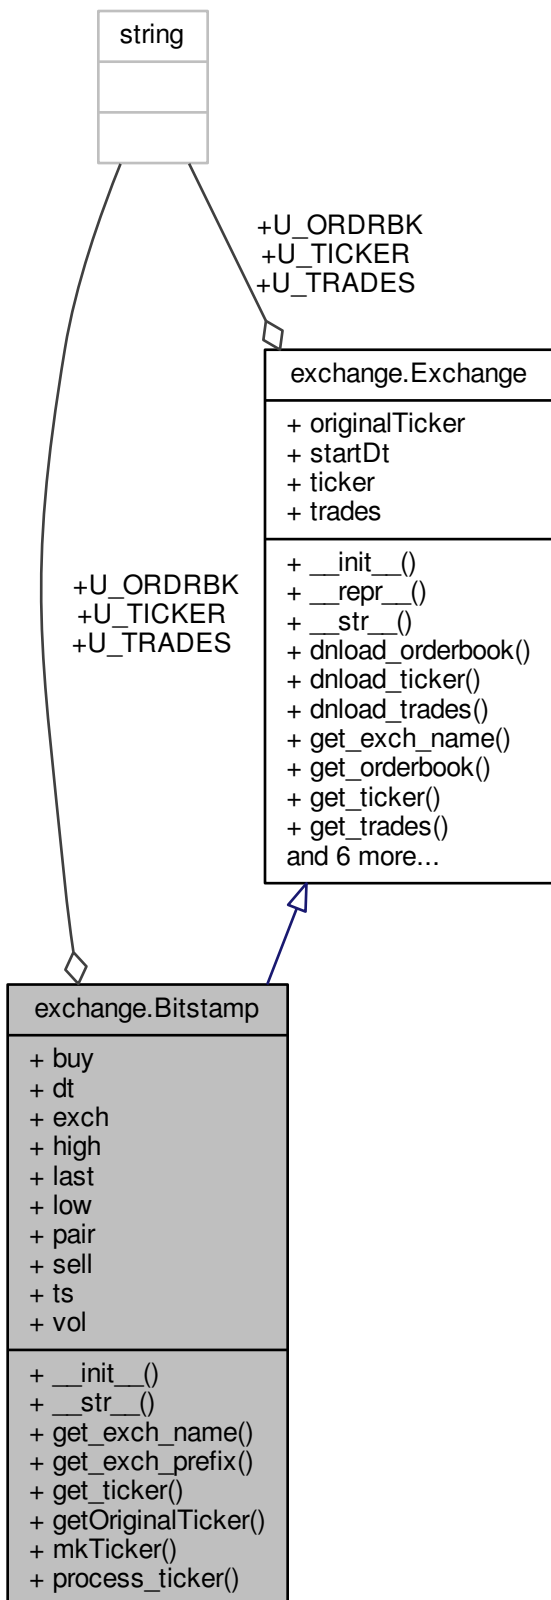 string
+U_ORDRBK
+U_TICKER
+U_TRADES
exchange.Exchange
+ originalTicker
+ startDt
+ ticker
+ trades
+ __init__()
+ __repr__()
+ __str__()
+ dnload_orderbook()
+ dnload_ticker()
+ dnload_trades()
+ get_exch_name()
+ get_orderbook()
+ get_ticker()
+ get_trades()
and 6 more...
+U_ORDRBK
+U_TICKER
+U_TRADES
exchange.Bitstamp
+ buy
+ dt
+ exch
+ high
+ last
+ low
+ pair
+ sell
+ ts
+ vol
+ __init__()
+ __str__()
+ get_exch_name()
+ get_exch_prefix()
+ get_ticker()
+ getOriginalTicker()
+ mkTicker()
+ process_ticker()